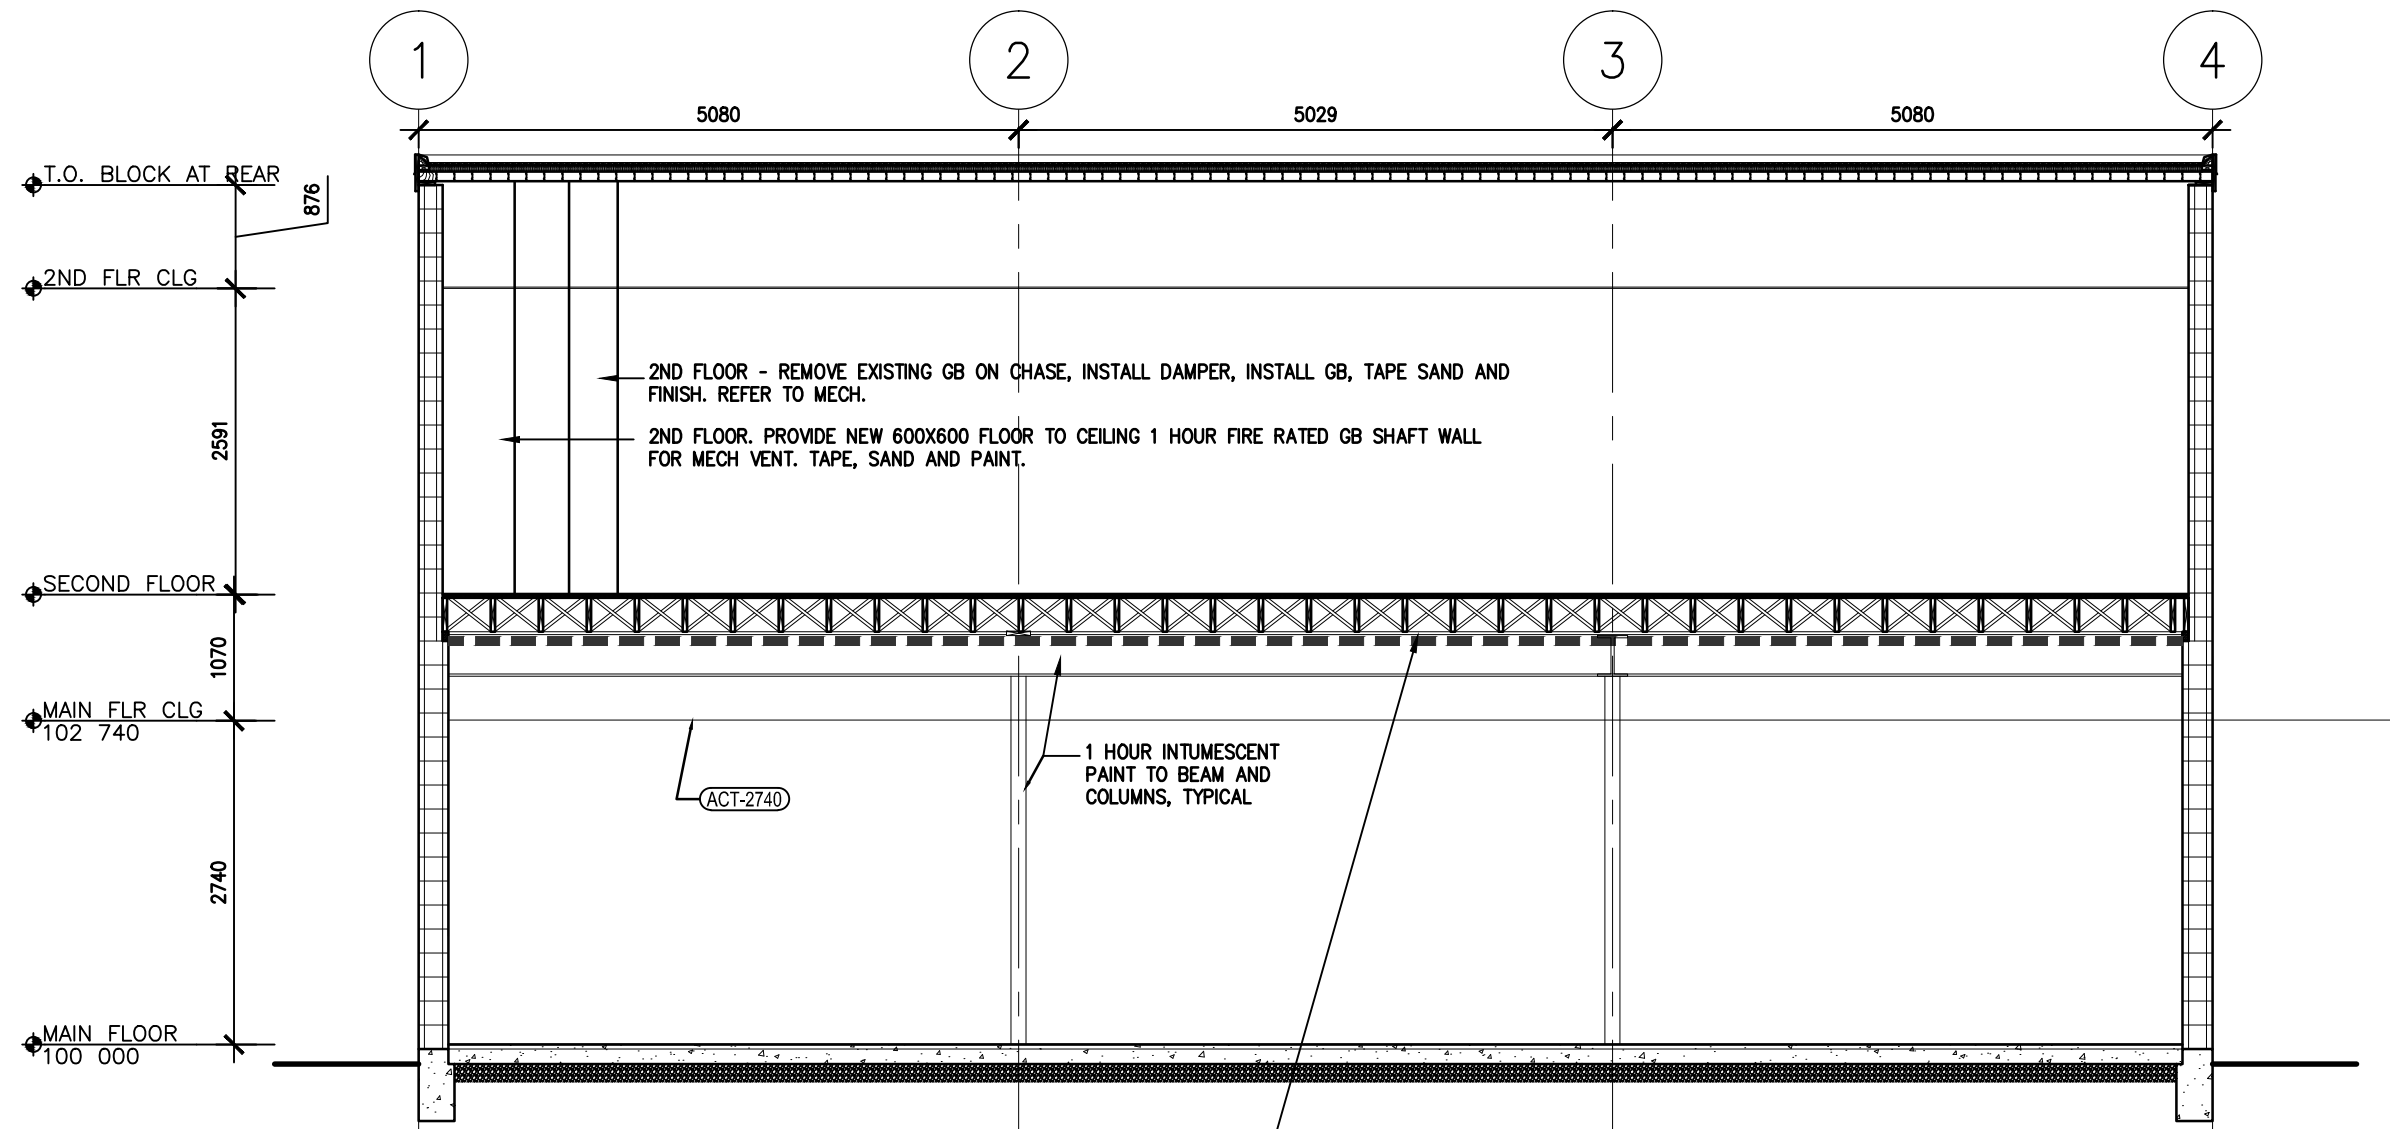 1
2
3
4
5080
5029
5080
T.O. BLOCK AT REAR
876
2ND FLR CLG
2ND FLOOR - REMOVE EXISTING GB ON CHASE, INSTALL DAMPER, INSTALL GB, TAPE SAND AND
FINISH. REFER TO MECH.
2591
2ND FLOOR. PROVIDE NEW 600X600 FLOOR TO CEILING 1 HOUR FIRE RATED GB SHAFT WALL
FOR MECH VENT. TAPE, SAND AND PAINT.
SECOND FLOOR
1070
MAIN FLR CLG
102 740
1 HOUR INTUMESCENT
PAINT TO BEAM AND
COLUMNS, TYPICAL
ACT-2740
2740
MAIN FLOOR
100 000